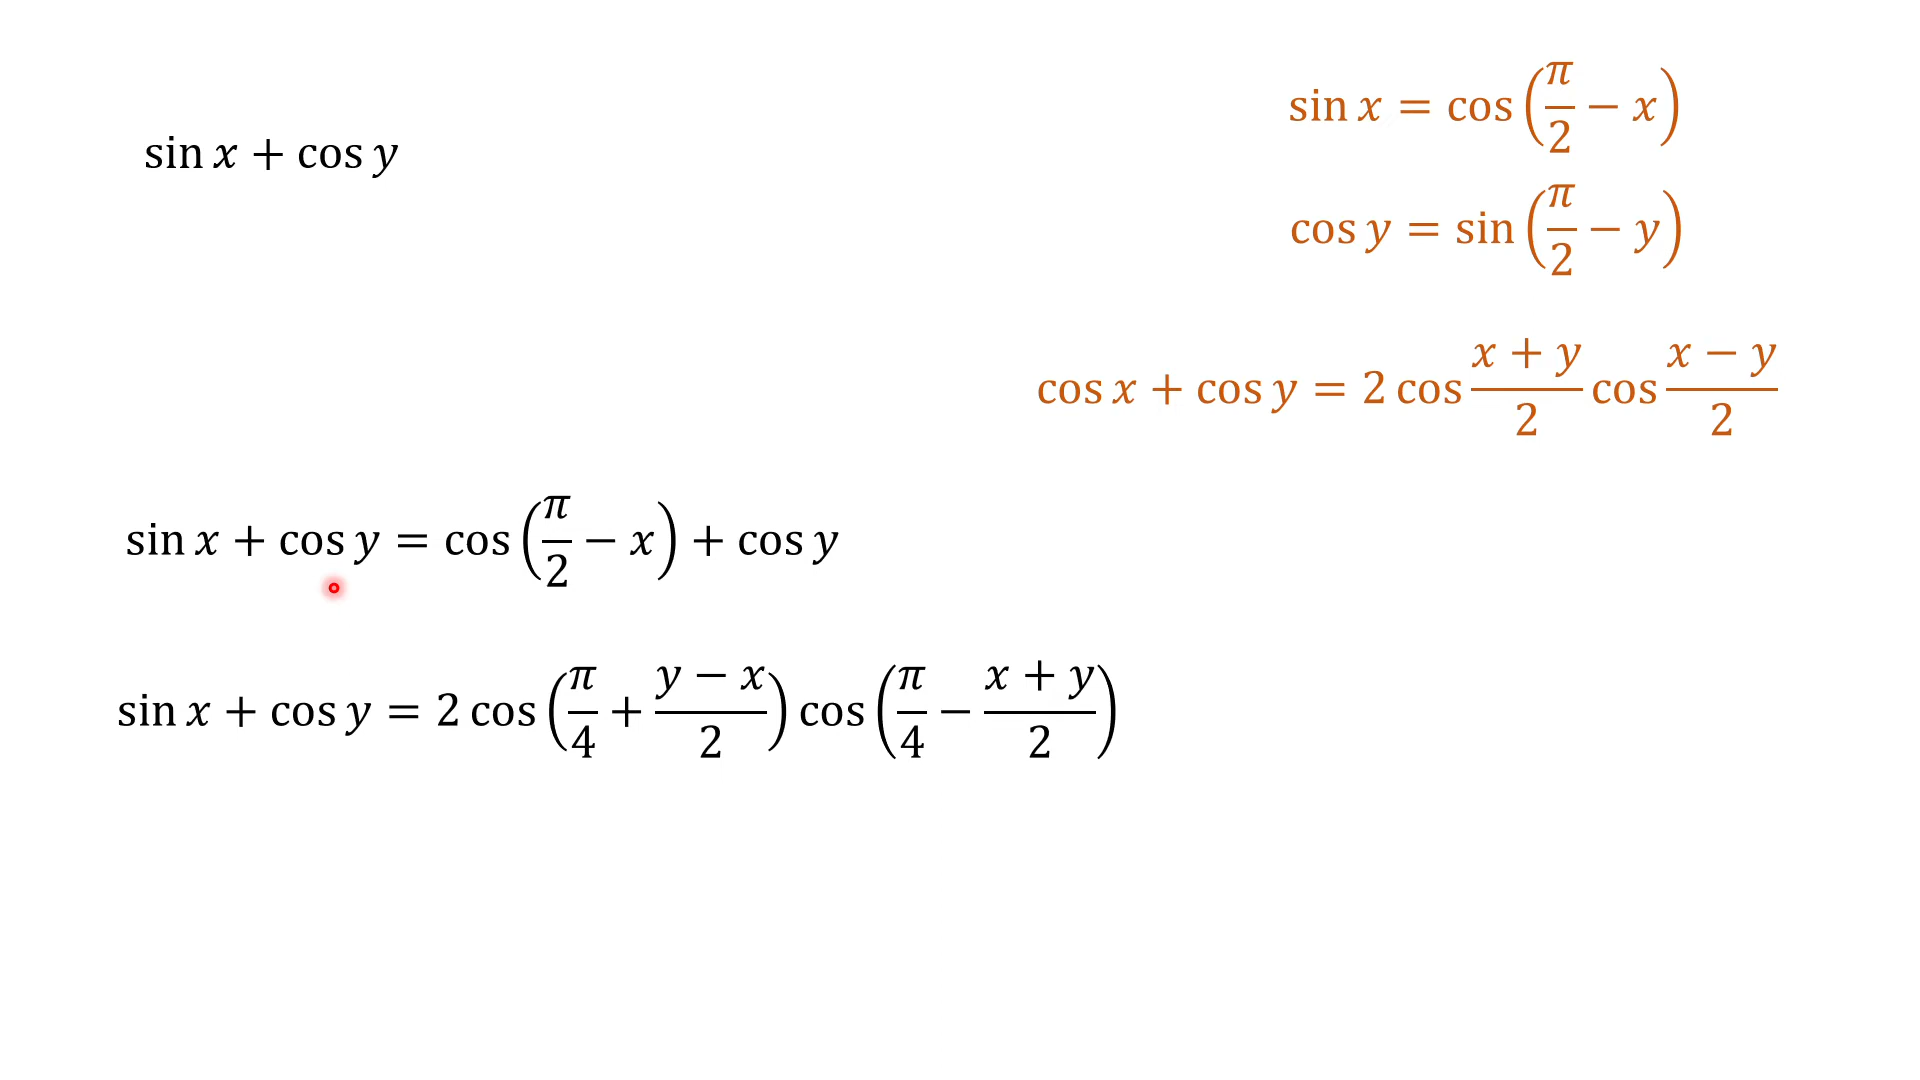 sin x = cos (π/2 − x)
sin x + cos y
cos y = sin (π/2 − y)
cos x + cos y = 2 cos (x + y)/2 cos (x − y)/2
sin x + cos y = cos (π/2 − x) + cos y
sin x + cos y = 2 cos (π/4 + (y − x)/2) cos (π/4 − (x + y)/2)